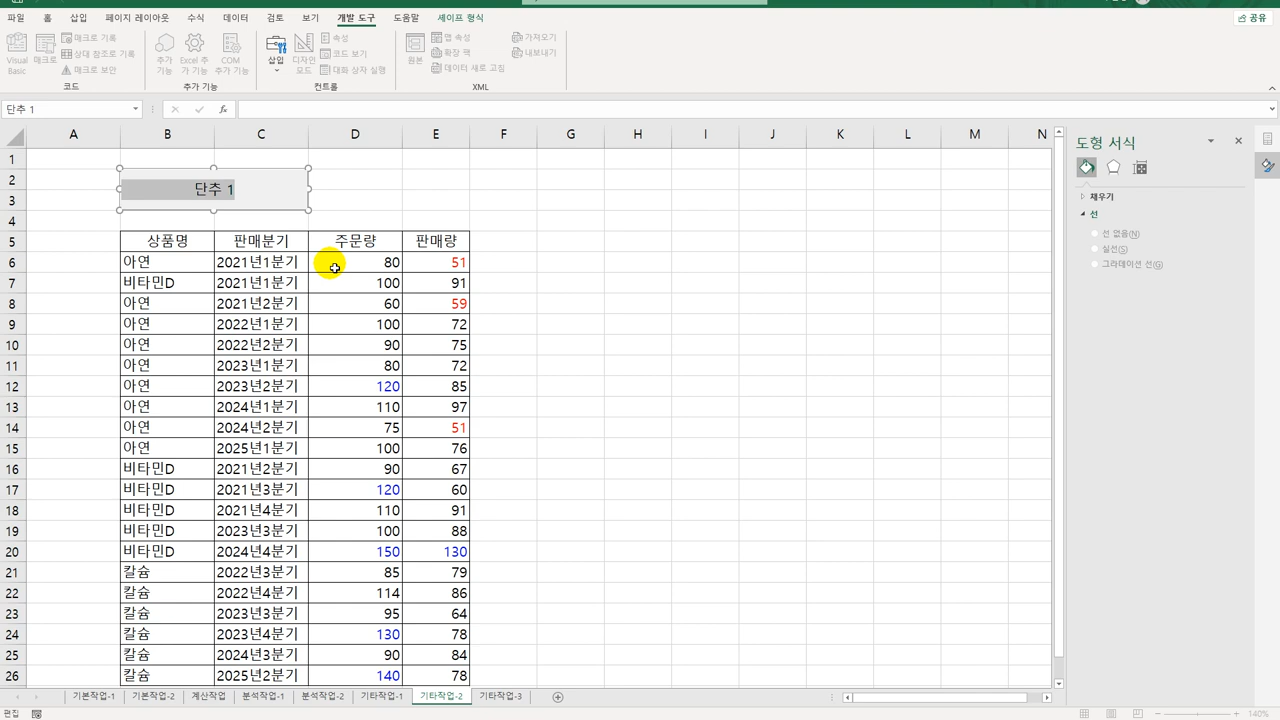 파일 홈 삽입 페이지 레이아웃 수식 데이터 검토 보기 개발 도구 도움말 셰이프 형식 공유
Visual Basic
매크로
매크로 기록
상대 참조로 기록
매크로 보안
코드
추가 기능
Excel 추가 기능
COM 추가 기능
추가 기능
삽입
디자인 모드
속성
코드 보기
대화 상자 실행
컨트롤
원본
맵 속성
확장 팩
데이터 새로 고침
가져오기
내보내기
XML
단추 1
fx
A B C D E F G H I J K L M N
1
2 단추 1
3
4
5 상품명 판매분기 주문량 판매량
6 아연 2021년1분기 80 51
7 비타민D 2021년1분기 100 91
8 아연 2021년2분기 60 59
9 아연 2022년1분기 100 72
10 아연 2022년2분기 90 75
11 아연 2023년1분기 80 72
12 아연 2023년2분기 120 85
13 아연 2024년1분기 110 97
14 아연 2024년2분기 75 51
15 아연 2025년1분기 100 76
16 비타민D 2021년2분기 90 67
17 비타민D 2021년3분기 120 60
18 비타민D 2021년4분기 110 91
19 비타민D 2023년3분기 100 88
20 비타민D 2024년4분기 150 130
21 칼슘 2022년3분기 85 79
22 칼슘 2022년4분기 114 86
23 칼슘 2023년3분기 95 64
24 칼슘 2023년4분기 130 78
25 칼슘 2024년3분기 90 84
26 칼슘 2025년2분기 140 78
도형 서식
채우기
선
선 없음(N)
실선(S)
그라데이션 선(G)
기본작업-1 기본작업-2 계산작업 분석작업-1 분석작업-2 기타작업-1 기타작업-2 기타작업-3
편집 140%